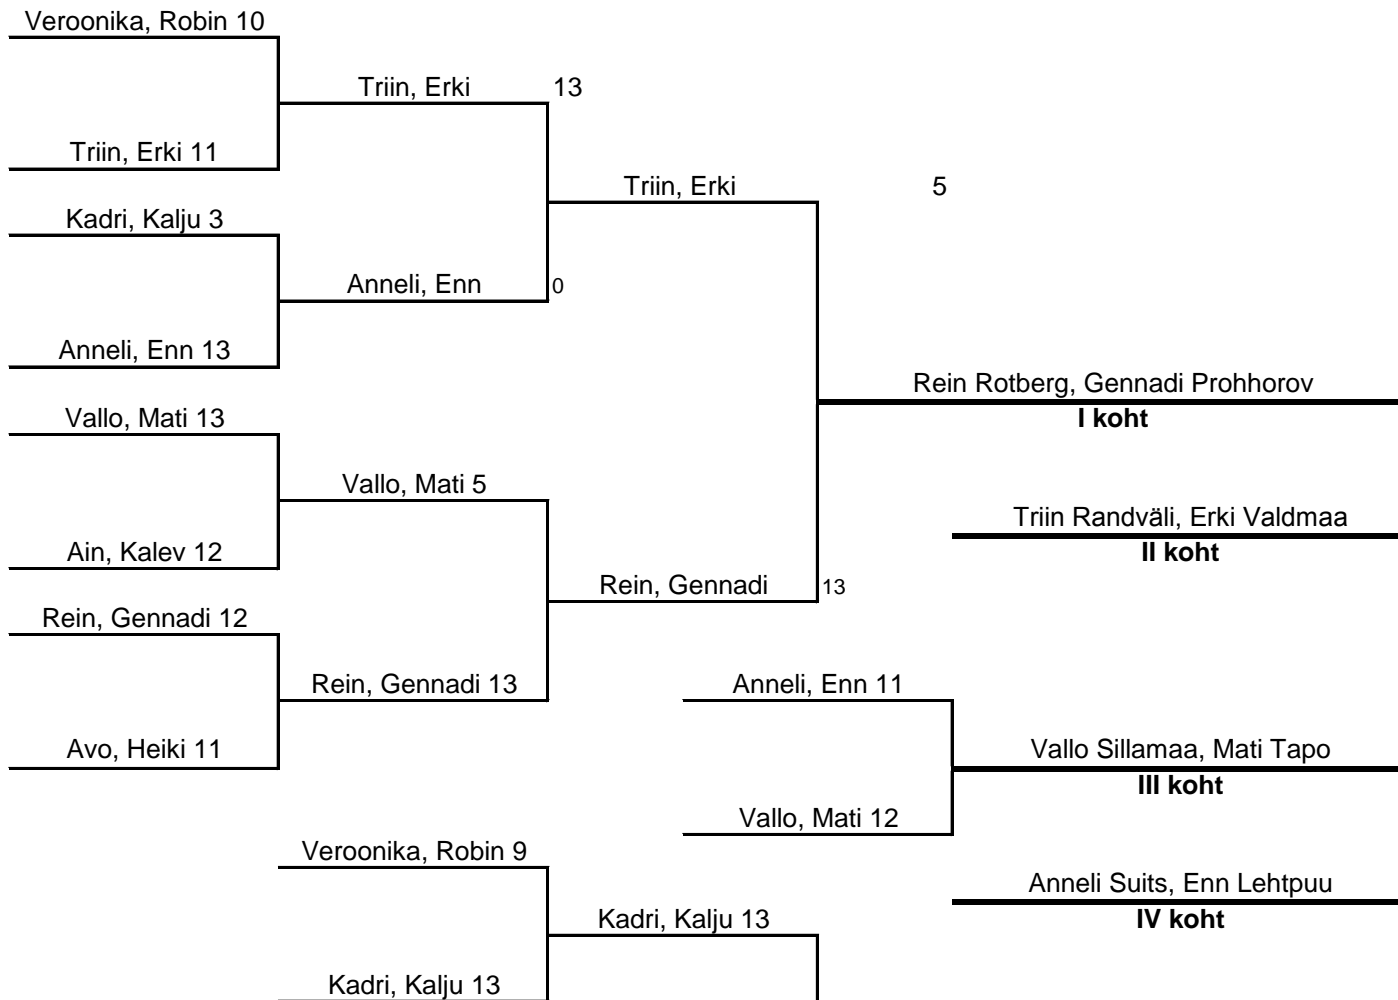 Veroonika, Robin 10
Triin, Erki 13
Triin, Erki 11
Triin, Erki 5
Kadri, Kalju 3
Anneli, Enn 0
Anneli, Enn 13
Rein Rotberg, Gennadi Prohhorov
Vallo, Mati 13
I koht
Vallo, Mati 5
Triin Randväli, Erki Valdmaa
Ain, Kalev 12
II koht
Rein, Gennadi 13
Rein, Gennadi 12
Rein, Gennadi 13
Anneli, Enn 11
Avo, Heiki 11
Vallo Sillamaa, Mati Tapo
III koht
Vallo, Mati 12
Veroonika, Robin 9
Anneli Suits, Enn Lehtpuu
Kadri, Kalju 13
IV koht
Kadri, Kalju 13